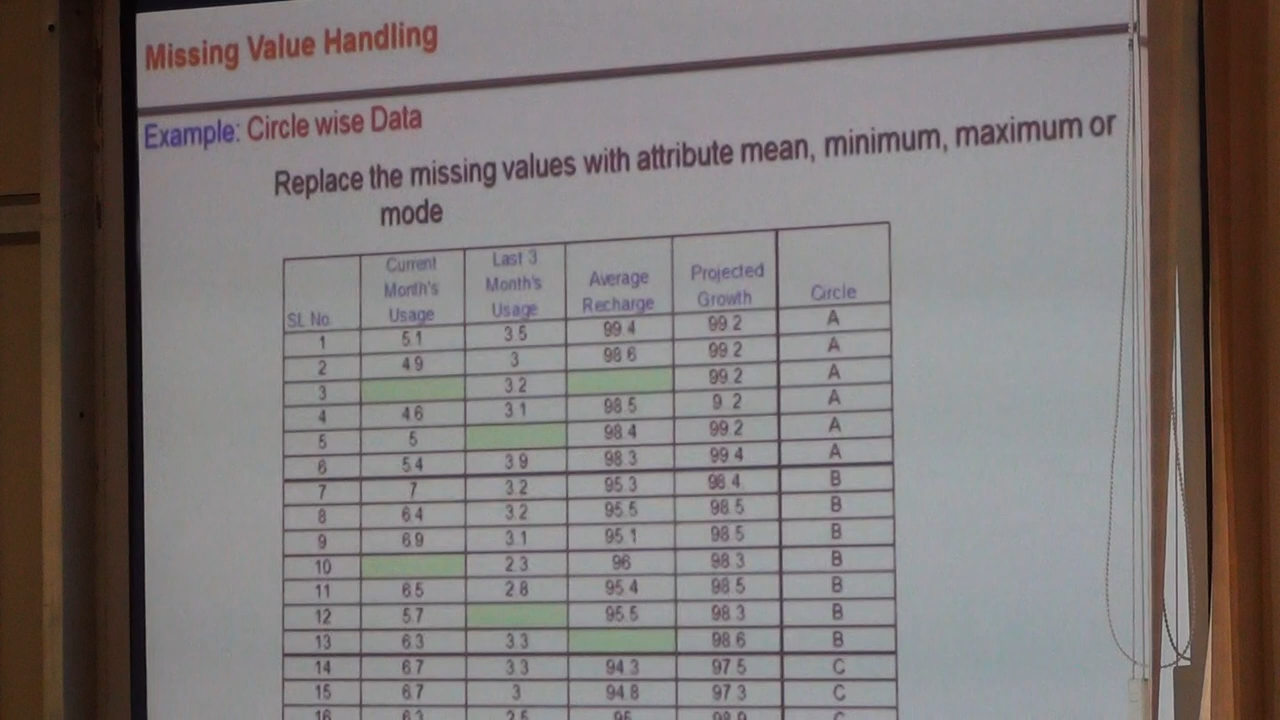 Missing Value Handling
Example: Circle wise Data
Replace the missing values with attribute mean, minimum, maximum or
mode
SL No Current Month's Usage Last 3 Month's Usage Average Recharge Projected Growth Circle
1 5.1 3.5 99.4 99.2 A
2 4.9 3 98.6 99.2 A
3 3.2 99.2 A
4 4.6 3.1 98.5 9 2 A
5 5 98.4 99.2 A
6 5.4 3.9 98.3 99.4 A
7 7 3.2 95.3 98.4 B
8 6.4 3.2 95.5 98.5 B
9 6.9 3.1 95.1 98.5 B
10 2.3 96 98.3 B
11 6.5 2.8 95.4 98.5 B
12 5.7 95.5 98.3 B
13 6.3 3.3 98.6 B
14 6.7 3.3 94.3 97.5 C
15 6.7 3 94.8 97.3 C
16